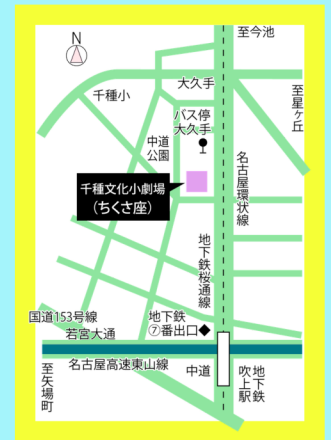 N
至今池
大久手
千種小
至星ヶ丘
バス停
大久手
中道
公園
名古屋環状線
千種文化小劇場
（ちくさ座）
地下鉄桜通線
国道153号線
若宮大通
地下鉄
⑦番出口◆
名古屋高速東山線
中道
至矢場町
地下鉄
吹上駅